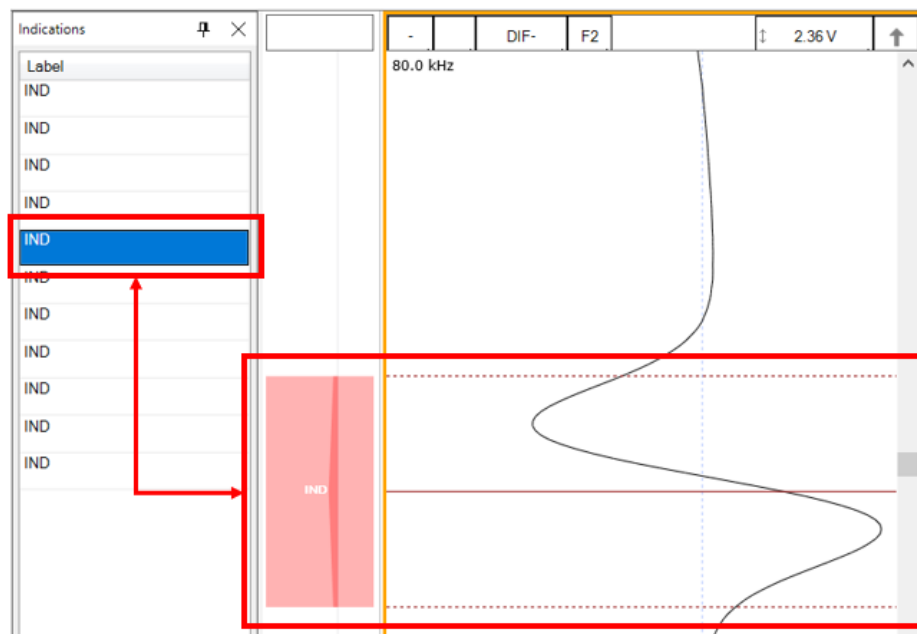 Indications
Label
IND
IND
IND
IND
IND
IND
IND
IND
IND
IND
IND
IND
- DIF- F2 2.36 V
80.0 kHz